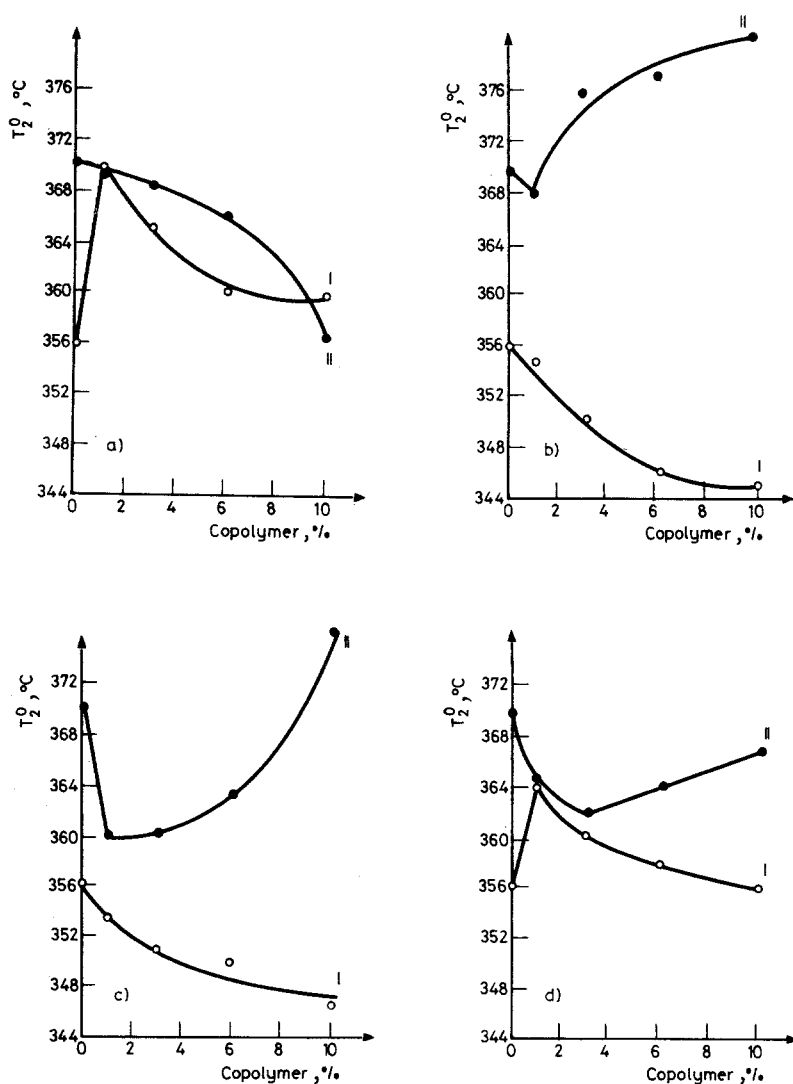 T₂⁰, °C
376
372
368
364
360
356
352
348
344
0 2 4 6 8 10
Copolymer, %
a)
I
II
T₂⁰, °C
376
372
368
364
360
356
352
348
344
0 2 4 6 8 10
Copolymer, %
b)
II
I
T₂⁰, °C
372
368
364
360
356
352
348
344
0 2 4 6 8 10
Copolymer, %
c)
II
I
T₂⁰, °C
372
368
364
360
356
352
348
344
0 2 4 6 8 10
Copolymer, %
d)
II
I